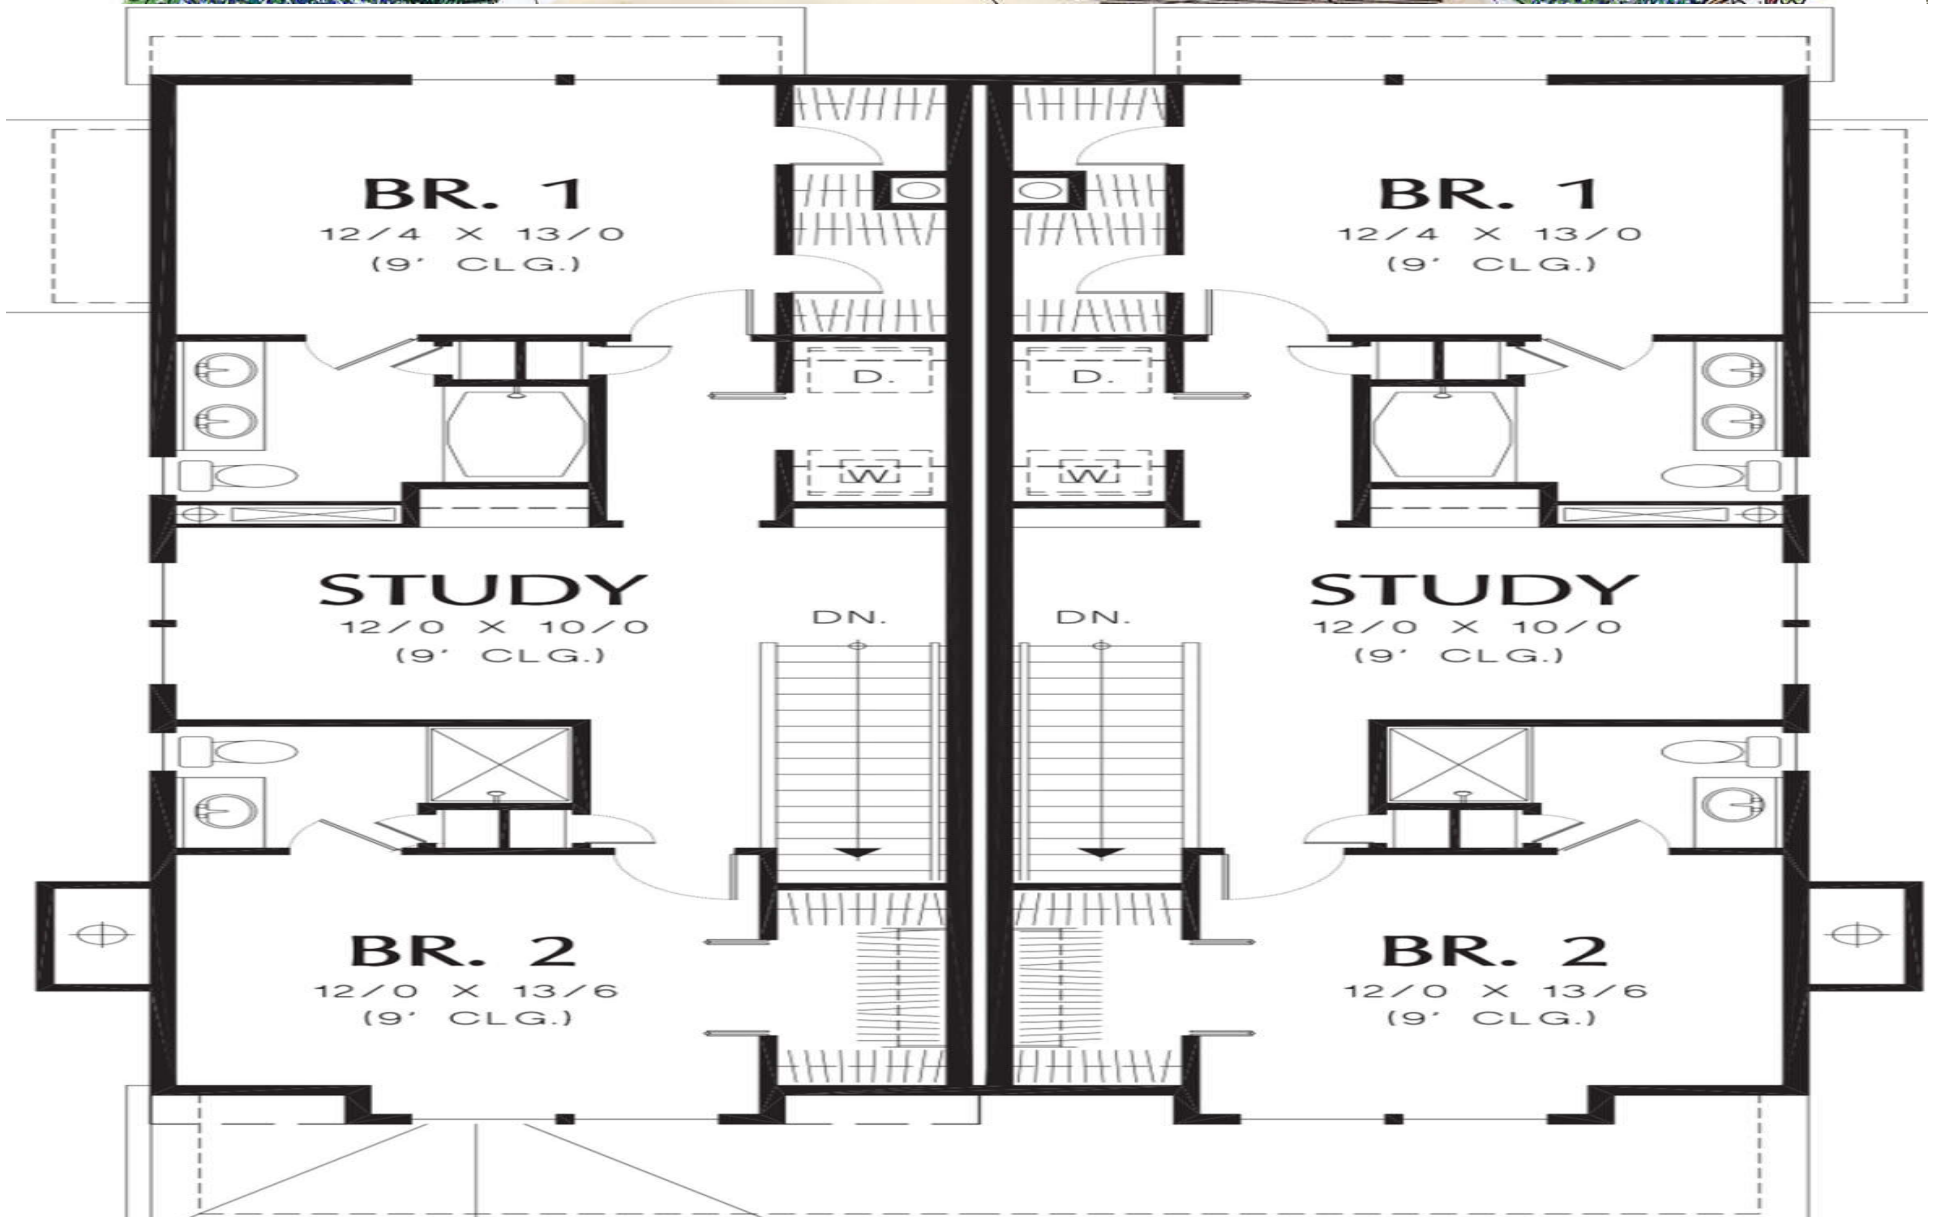 BR. 1
12/4 X 13/0
(9' CLG.)
BR. 1
12/4 X 13/0
(9' CLG.)
D.
D.
W
W
STUDY
12/0 X 10/0
(9' CLG.)
DN.
DN.
STUDY
12/0 X 10/0
(9' CLG.)
BR. 2
12/0 X 13/6
(9' CLG.)
BR. 2
12/0 X 13/6
(9' CLG.)